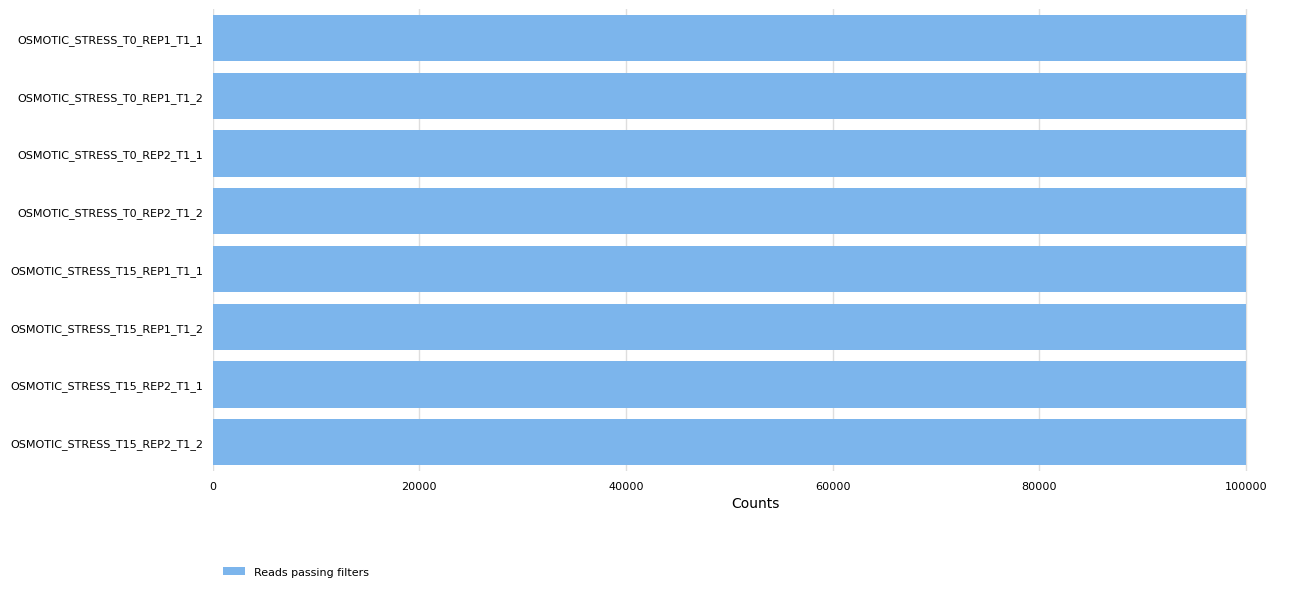 OSMOTIC_STRESS_T0_REP1_T1_1
OSMOTIC_STRESS_T0_REP1_T1_2
OSMOTIC_STRESS_T0_REP2_T1_1
OSMOTIC_STRESS_T0_REP2_T1_2
OSMOTIC_STRESS_T15_REP1_T1_1
OSMOTIC_STRESS_T15_REP1_T1_2
OSMOTIC_STRESS_T15_REP2_T1_1
OSMOTIC_STRESS_T15_REP2_T1_2
0 20000 40000 60000 80000 100000
Counts
Reads passing filters